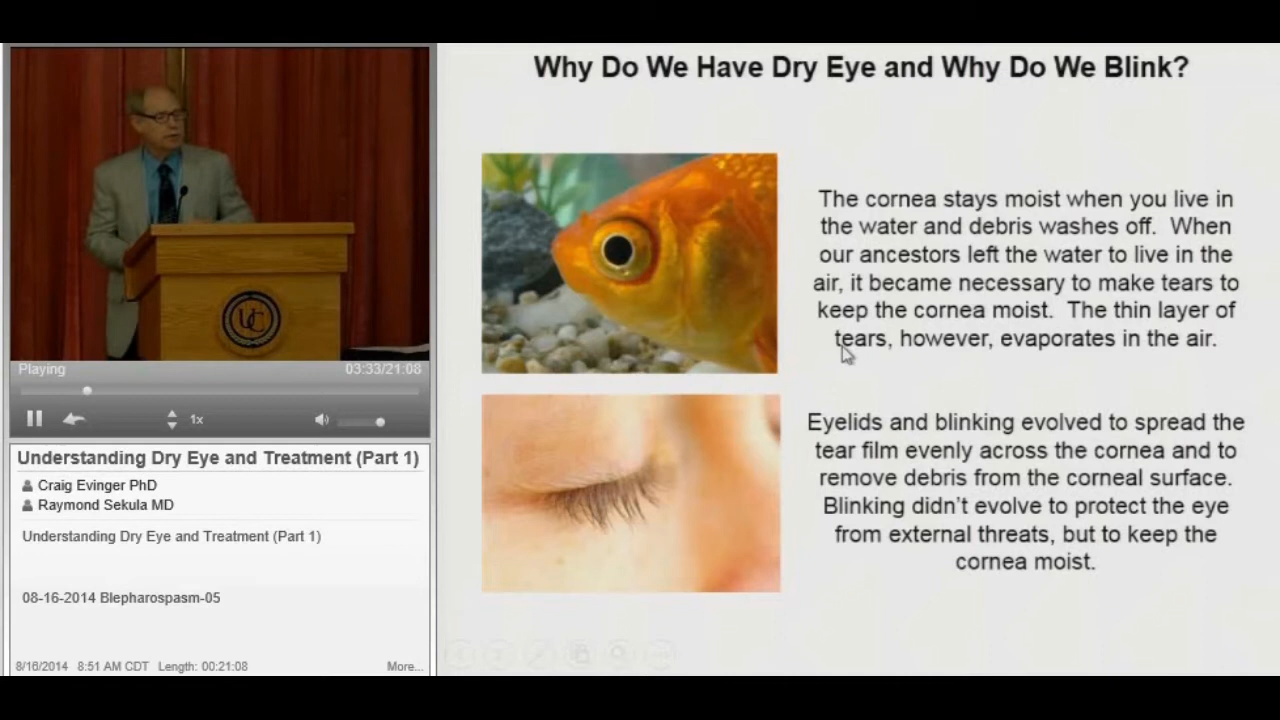 Why Do We Have Dry Eye and Why Do We Blink?
UC
The cornea stays moist when you live in
the water and debris washes off. When
our ancestors left the water to live in the
air, it became necessary to make tears to
keep the cornea moist. The thin layer of
tears, however, evaporates in the air.
Eyelids and blinking evolved to spread the
tear film evenly across the cornea and to
remove debris from the corneal surface.
Blinking didn't evolve to protect the eye
from external threats, but to keep the
cornea moist.
Playing 03:33/21:08
1x
Understanding Dry Eye and Treatment (Part 1)
Craig Evinger PhD
Raymond Sekula MD
Understanding Dry Eye and Treatment (Part 1)
08-16-2014 Blepharospasm-05
8/16/2014 8:51 AM CDT Length: 00:21:08 More...